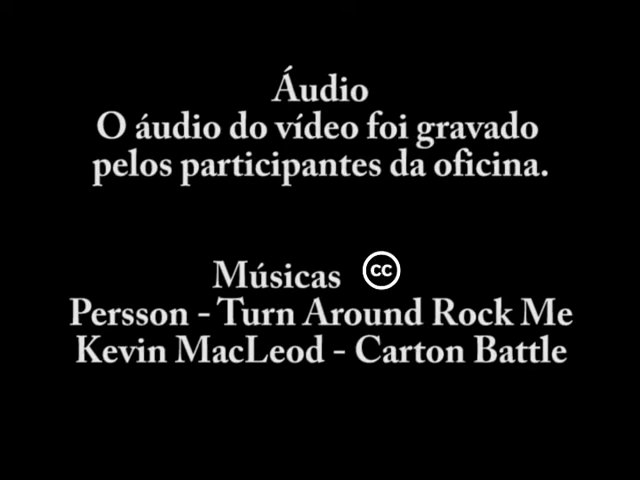 Áudio
O áudio do vídeo foi gravado
pelos participantes da oficina.
Músicas cc
Persson - Turn Around Rock Me
Kevin MacLeod - Carton Battle